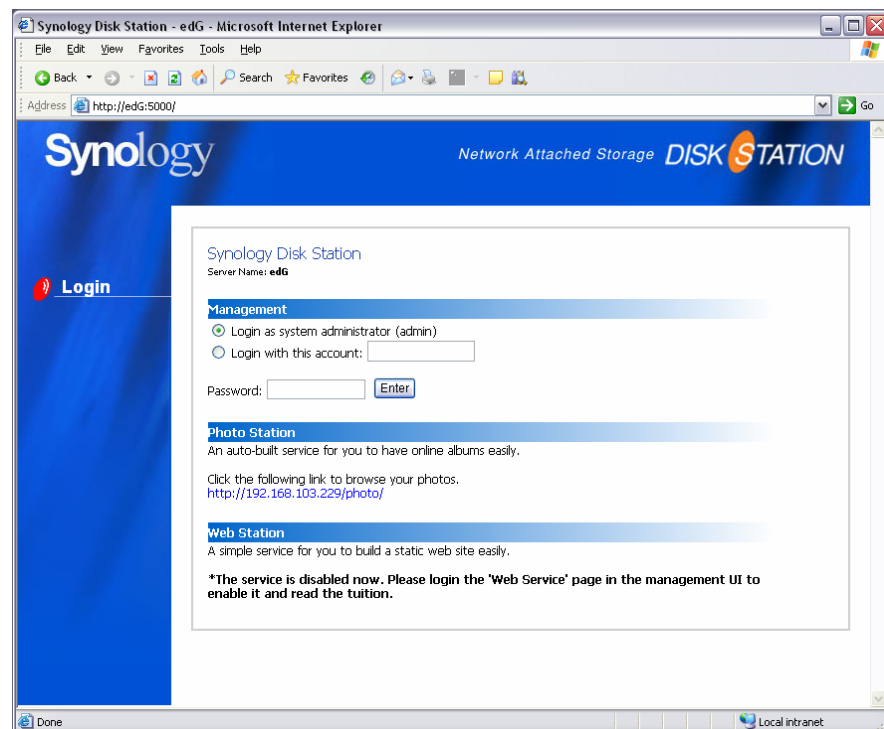 Synology Disk Station - edG - Microsoft Internet Explorer
File Edit View Favorites Tools Help
Back Search Favorites
Address http://edG:5000/ Go
Synology
Network Attached Storage DISK STATION
Login
Synology Disk Station
Server Name: edG
Management
Login as system administrator (admin)
Login with this account:
Password: Enter
Photo Station
An auto-built service for you to have online albums easily.
Click the following link to browse your photos.
http://192.168.103.229/photo/
Web Station
A simple service for you to build a static web site easily.
*The service is disabled now. Please login the 'Web Service' page in the management UI to
enable it and read the tuition.
Done
Local intranet